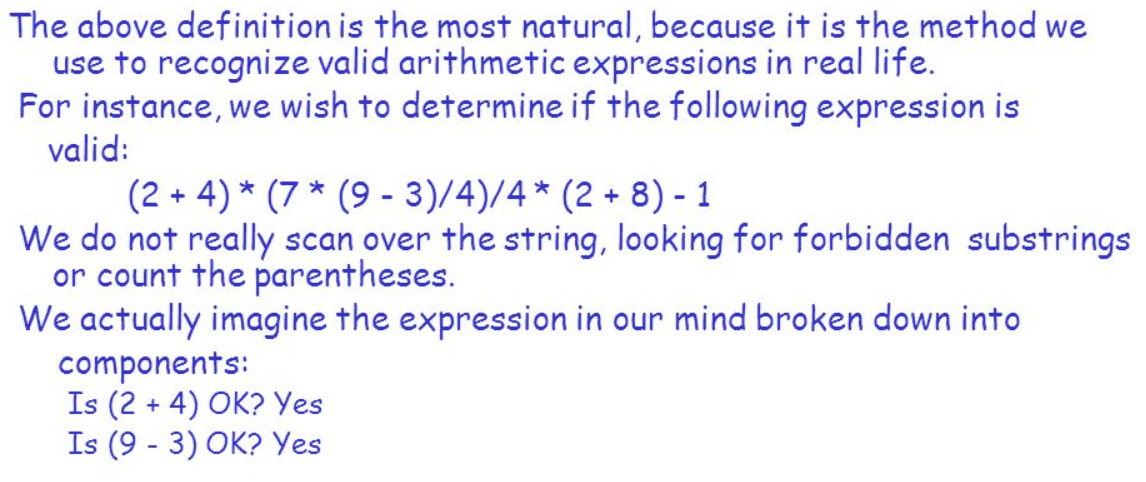 The above definition is the most natural, because it is the method we
use to recognize valid arithmetic expressions in real life.
For instance, we wish to determine if the following expression is
valid:
(2 + 4) * (7 * (9 - 3)/4)/4 * (2 + 8) - 1
We do not really scan over the string, looking for forbidden substrings
or count the parentheses.
We actually imagine the expression in our mind broken down into
components:
Is (2 + 4) OK? Yes
Is (9 - 3) OK? Yes